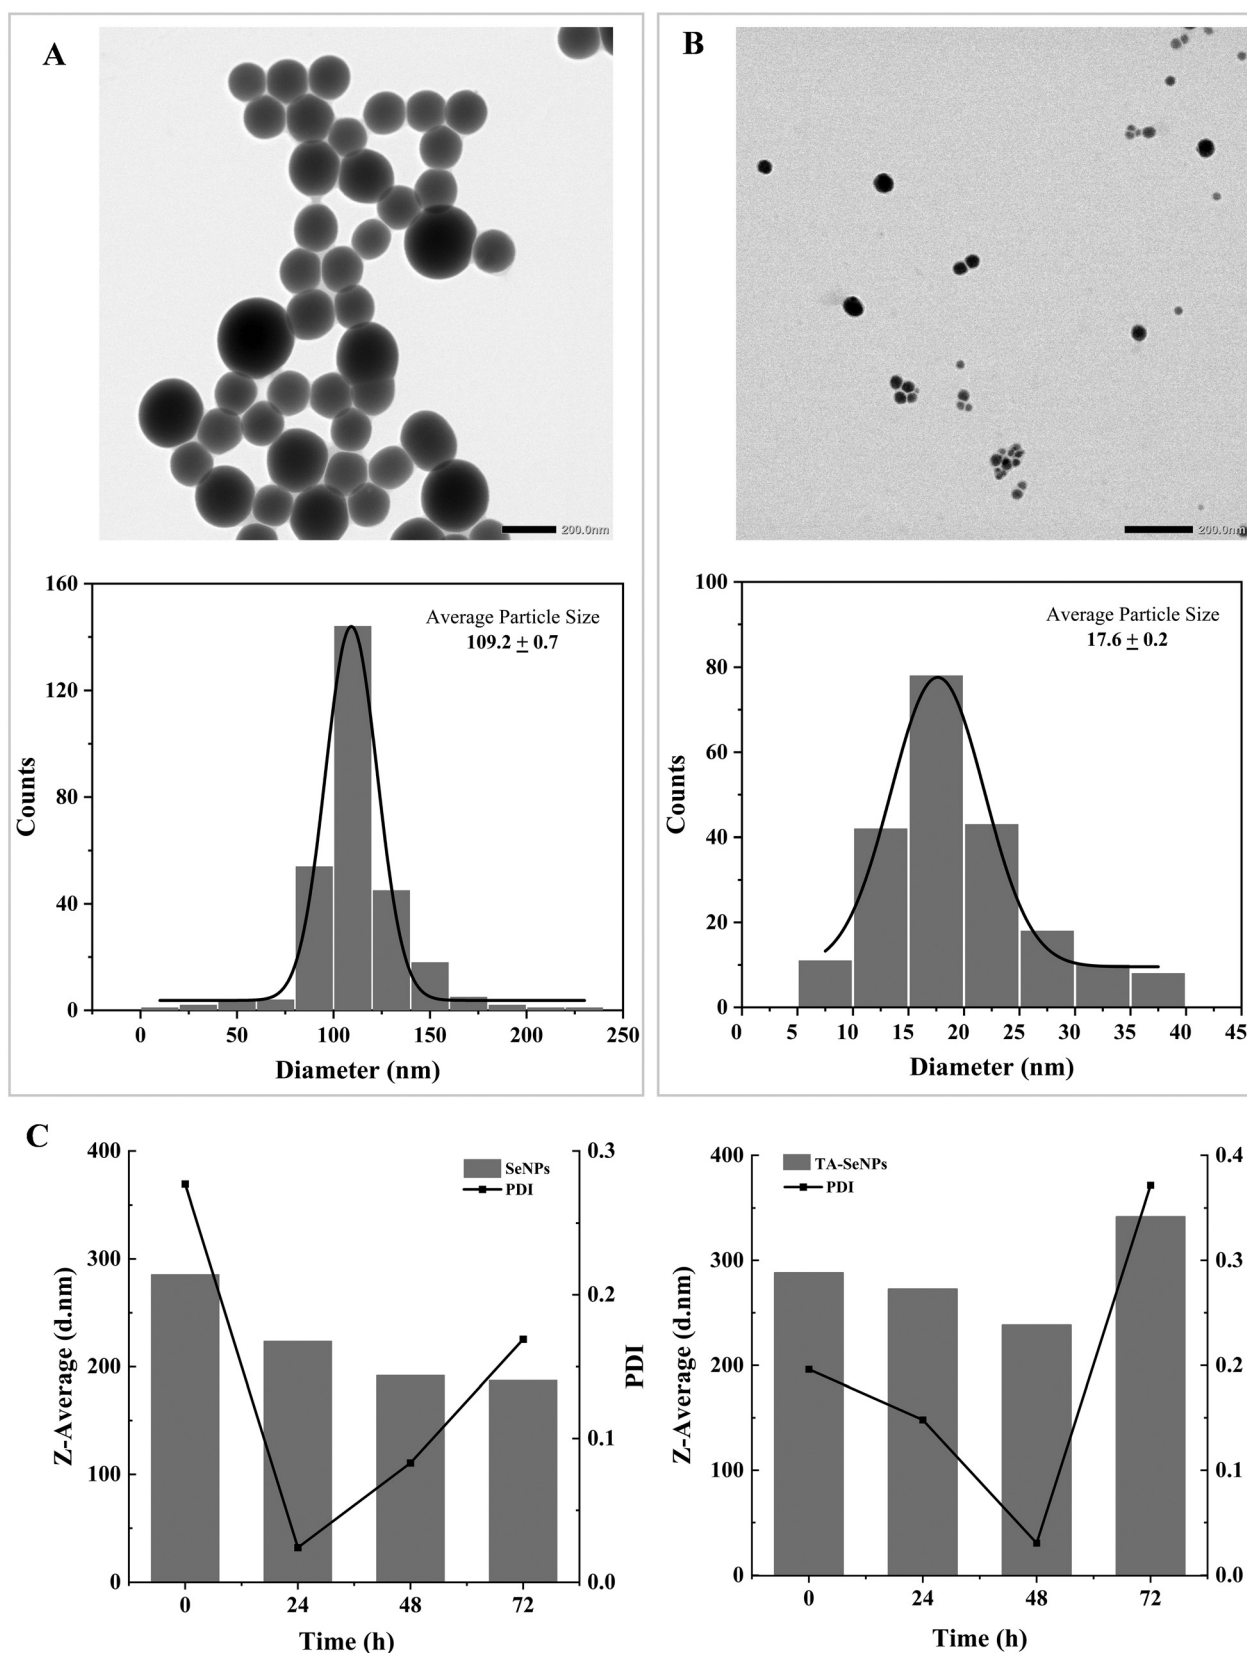 A
200.0nm
160
120
80
40
0
Counts
Average Particle Size
109.2 ± 0.7
0 50 100 150 200 250
Diameter (nm)
B
200.0nm
100
80
60
40
20
0
Counts
Average Particle Size
17.6 ± 0.2
0 5 10 15 20 25 30 35 40 45
Diameter (nm)
C
400
300
200
100
0
Z-Average (d.nm)
SeNPs
PDI
0.3
0.2
0.1
0.0
PDI
0 24 48 72
Time (h)
400
300
200
100
0
Z-Average (d.nm)
TA-SeNPs
PDI
0.4
0.3
0.2
0.1
0.0
0 24 48 72
Time (h)